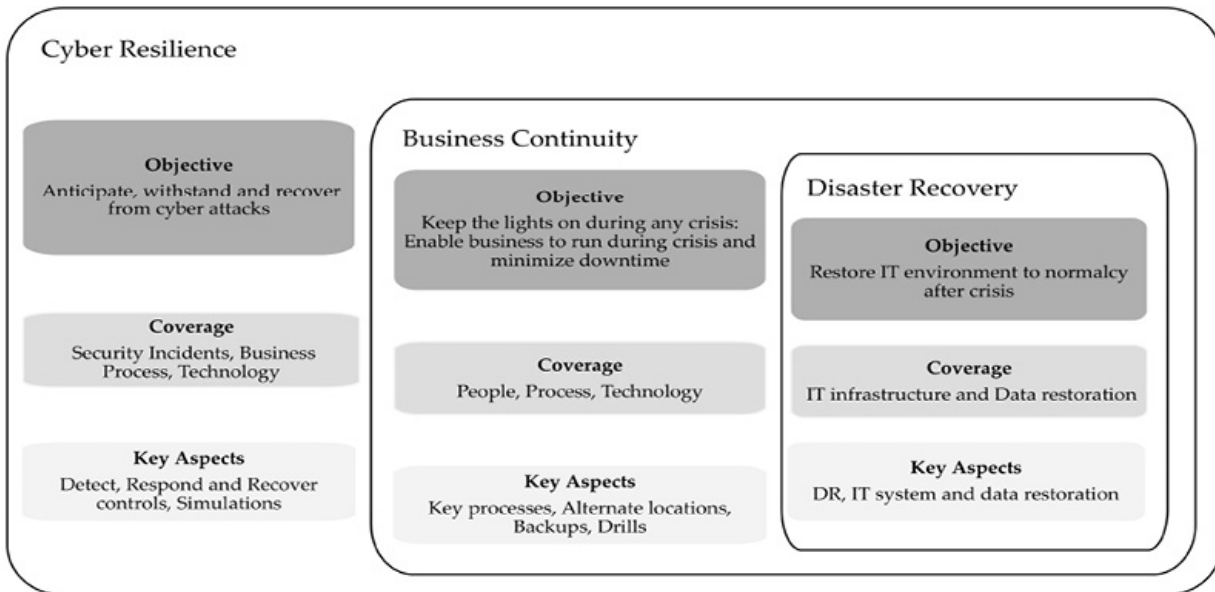 Cyber Resilience
Objective
Anticipate, withstand and recover
from cyber attacks
Coverage
Security Incidents, Business
Process, Technology
Key Aspects
Detect, Respond and Recover
controls, Simulations
Business Continuity
Objective
Keep the lights on during any crisis:
Enable business to run during crisis and
minimize downtime
Coverage
People, Process, Technology
Key Aspects
Key processes, Alternate locations,
Backups, Drills
Disaster Recovery
Objective
Restore IT environment to normalcy
after crisis
Coverage
IT infrastructure and Data restoration
Key Aspects
DR, IT system and data restoration